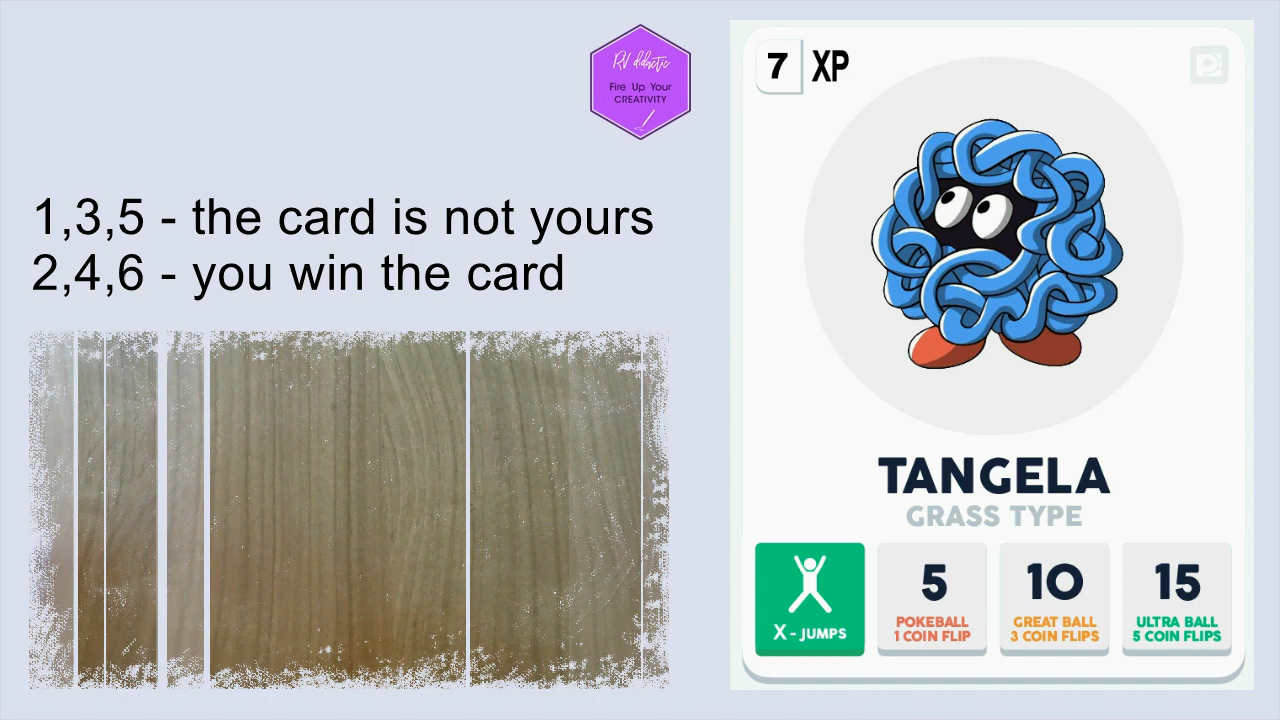 RV didactic
Fire Up Your
CREATIVITY
1,3,5 - the card is not yours
2,4,6 - you win the card
7 XP
TANGELA
GRASS TYPE
X - JUMPS
5
POKEBALL
1 COIN FLIP
10
GREAT BALL
3 COIN FLIPS
15
ULTRA BALL
5 COIN FLIPS